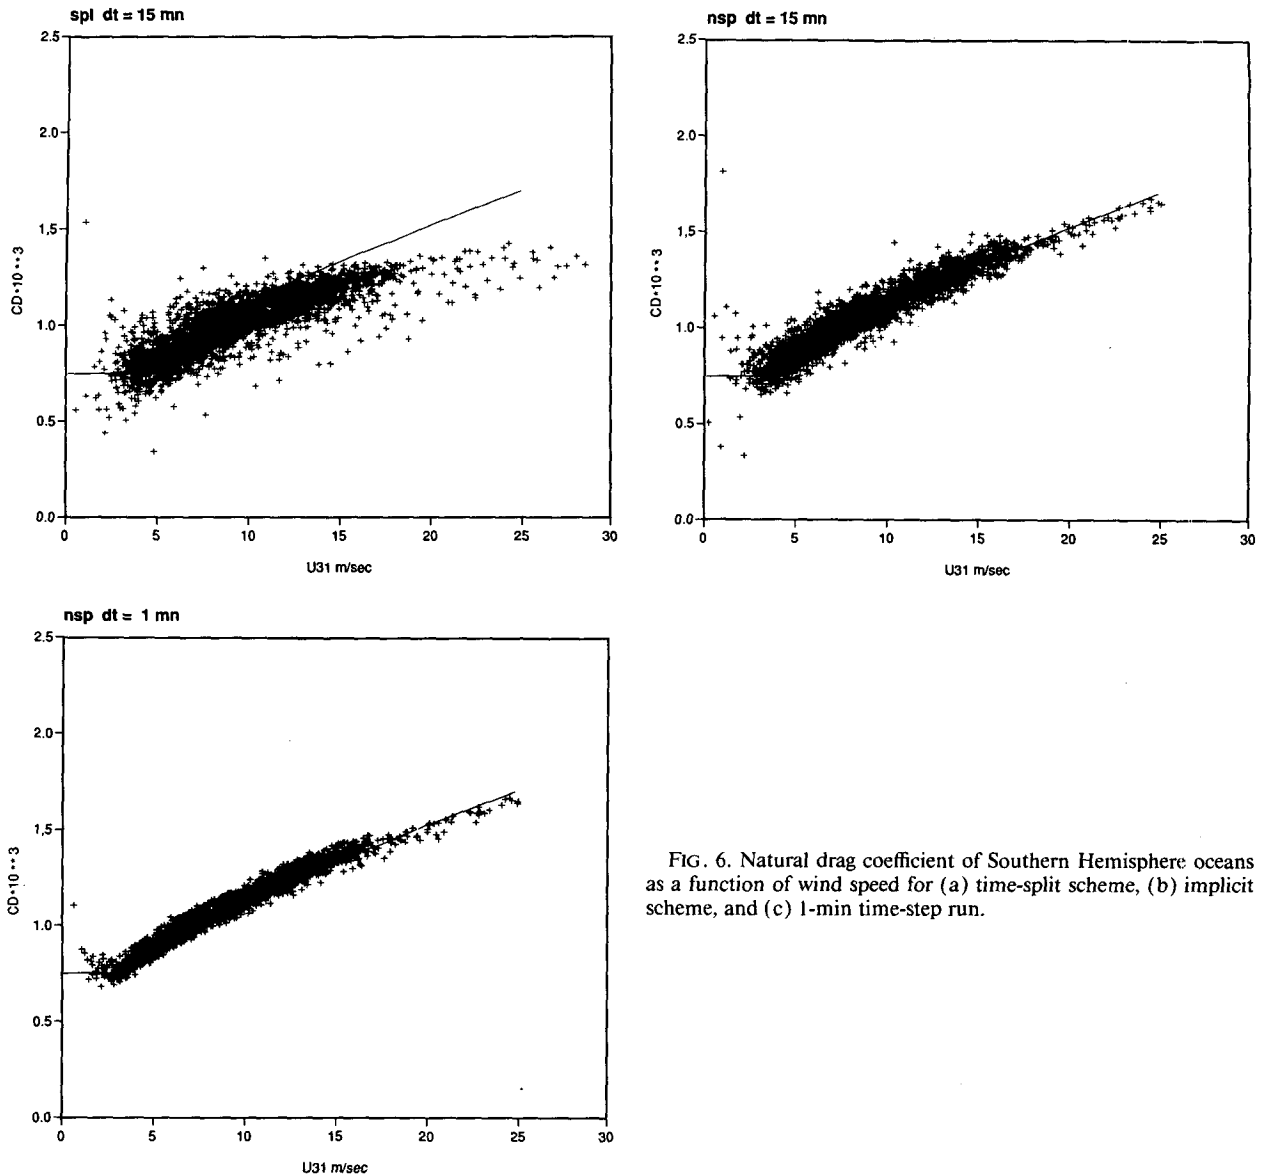 spl dt = 15 mn
2.5
2.0
1.5
1.0
0.5
0.0
CD*10 ** 3
0 5 10 15 20 25 30
U31 m/sec
nsp dt = 15 mn
2.5
2.0
1.5
1.0
0.5
0.0
CD*10 ** 3
0 5 10 15 20 25 30
U31 m/sec
nsp dt = 1 mn
2.5
2.0
1.5
1.0
0.5
0.0
CD*10 ** 3
0 5 10 15 20 25 30
U31 m/sec
FIG. 6. Natural drag coefficient of Southern Hemisphere oceans
as a function of wind speed for (a) time-split scheme, (b) implicit
scheme, and (c) 1-min time-step run.